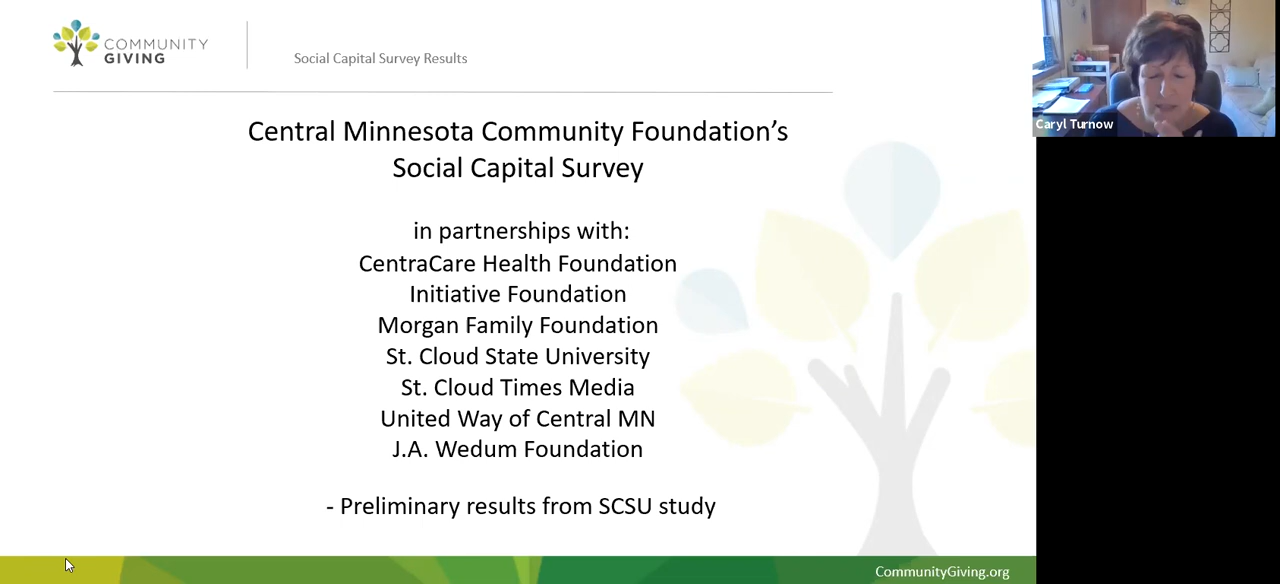 COMMUNITY
GIVING
Social Capital Survey Results
Caryl Turnow
Central Minnesota Community Foundation’s
Social Capital Survey
in partnerships with:
CentraCare Health Foundation
Initiative Foundation
Morgan Family Foundation
St. Cloud State University
St. Cloud Times Media
United Way of Central MN
J.A. Wedum Foundation
- Preliminary results from SCSU study
CommunityGiving.org